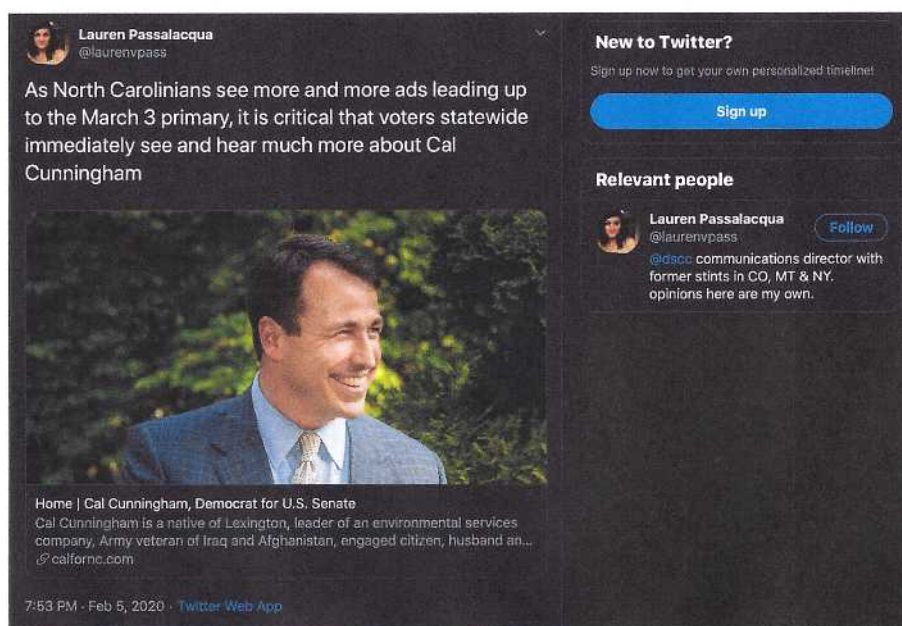 Lauren Passalacqua
@laurenvpass
As North Carolinians see more and more ads leading up
to the March 3 primary, it is critical that voters statewide
immediately see and hear much more about Cal
Cunningham
Home | Cal Cunningham, Democrat for U.S. Senate
Cal Cunningham is a native of Lexington, leader of an environmental services
company, Army veteran of Iraq and Afghanistan, engaged citizen, husband an...
calfornc.com
7:53 PM · Feb 5, 2020 · Twitter Web App
New to Twitter?
Sign up now to get your own personalized timeline!
Sign up
Relevant people
Lauren Passalacqua
@laurenvpass
Follow
@dscc communications director with
former stints in CO, MT & NY.
opinions here are my own.